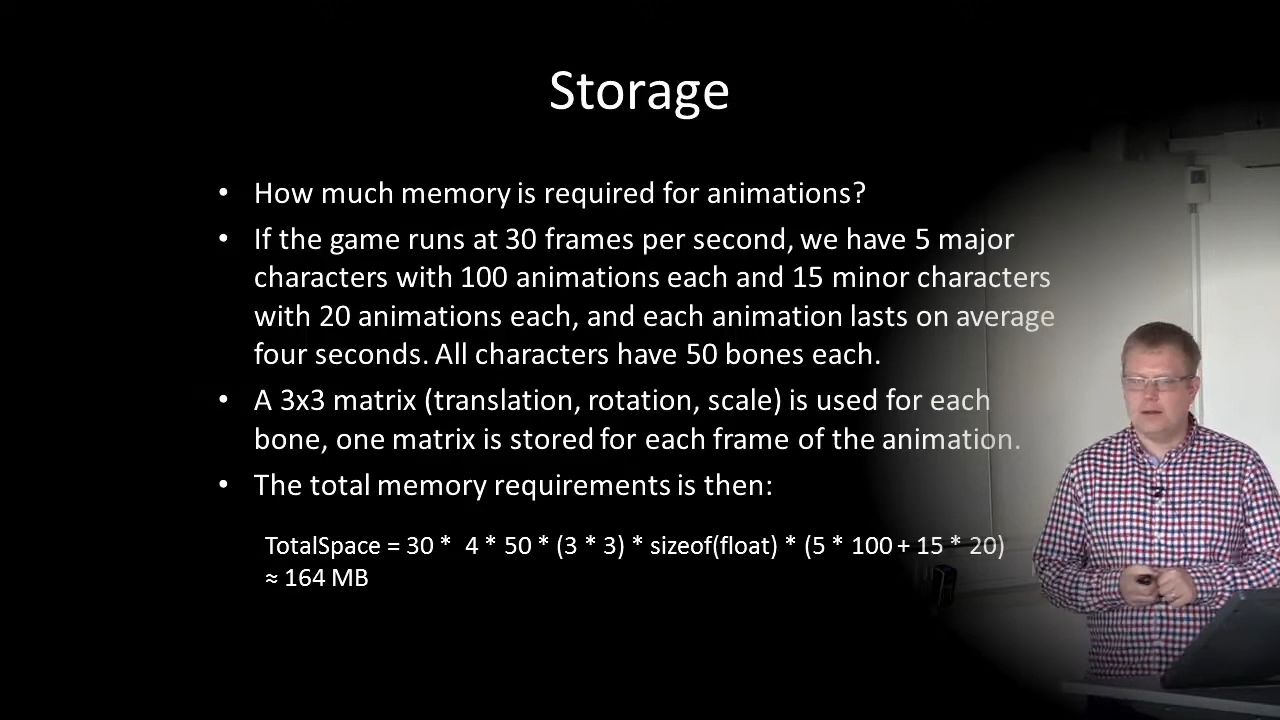 Storage
• How much memory is required for animations?
• If the game runs at 30 frames per second, we have 5 major
characters with 100 animations each and 15 minor characters
with 20 animations each, and each animation lasts on average
four seconds. All characters have 50 bones each.
• A 3x3 matrix (translation, rotation, scale) is used for each
bone, one matrix is stored for each frame of the animation.
• The total memory requirements is then:
TotalSpace = 30 * 4 * 50 * (3 * 3) * sizeof(float) * (5 * 100 + 15 * 20)
≈ 164 MB